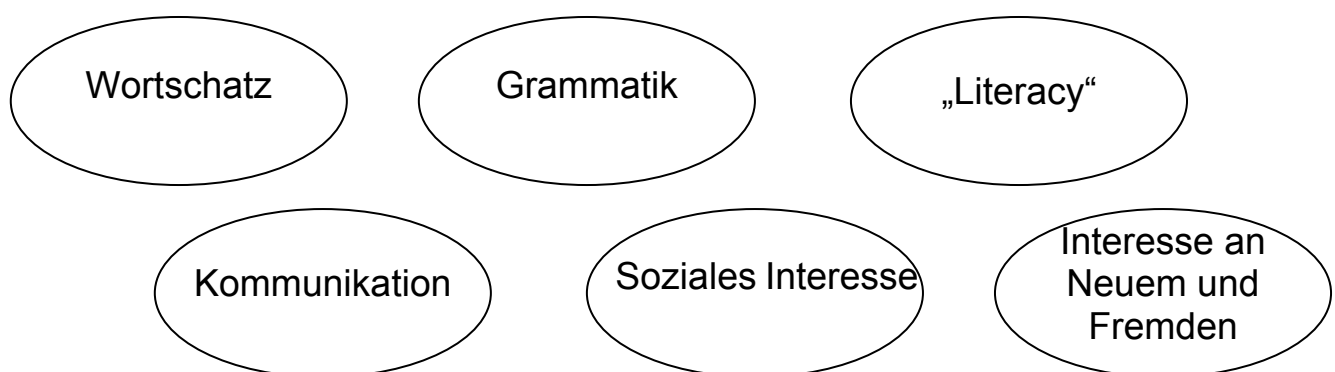 Wortschatz
Grammatik
„Literacy“
Kommunikation
Soziales Interesse
Interesse an
Neuem und
Fremden